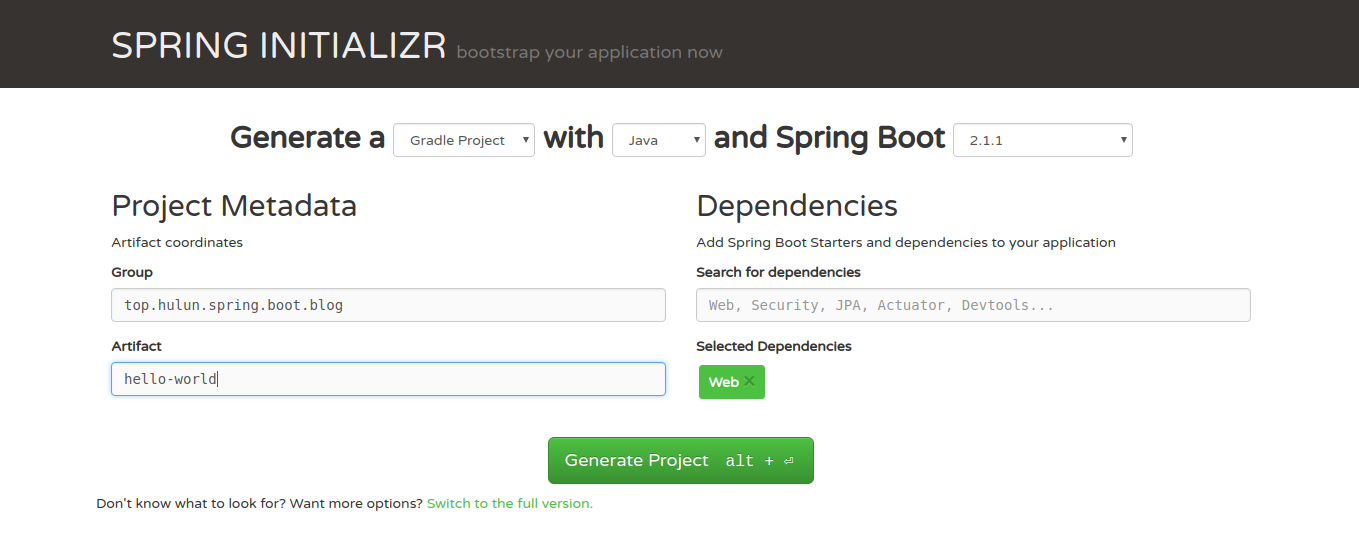 SPRING INITIALIZR bootstrap your application now
Generate a Gradle Project with Java and Spring Boot 2.1.1
Project Metadata
Artifact coordinates
Group
top.hulun.spring.boot.blog
Artifact
hello-world
Dependencies
Add Spring Boot Starters and dependencies to your application
Search for dependencies
Web, Security, JPA, Actuator, Devtools...
Selected Dependencies
Web ✕
Generate Project alt + ⏎
Don't know what to look for? Want more options? Switch to the full version.